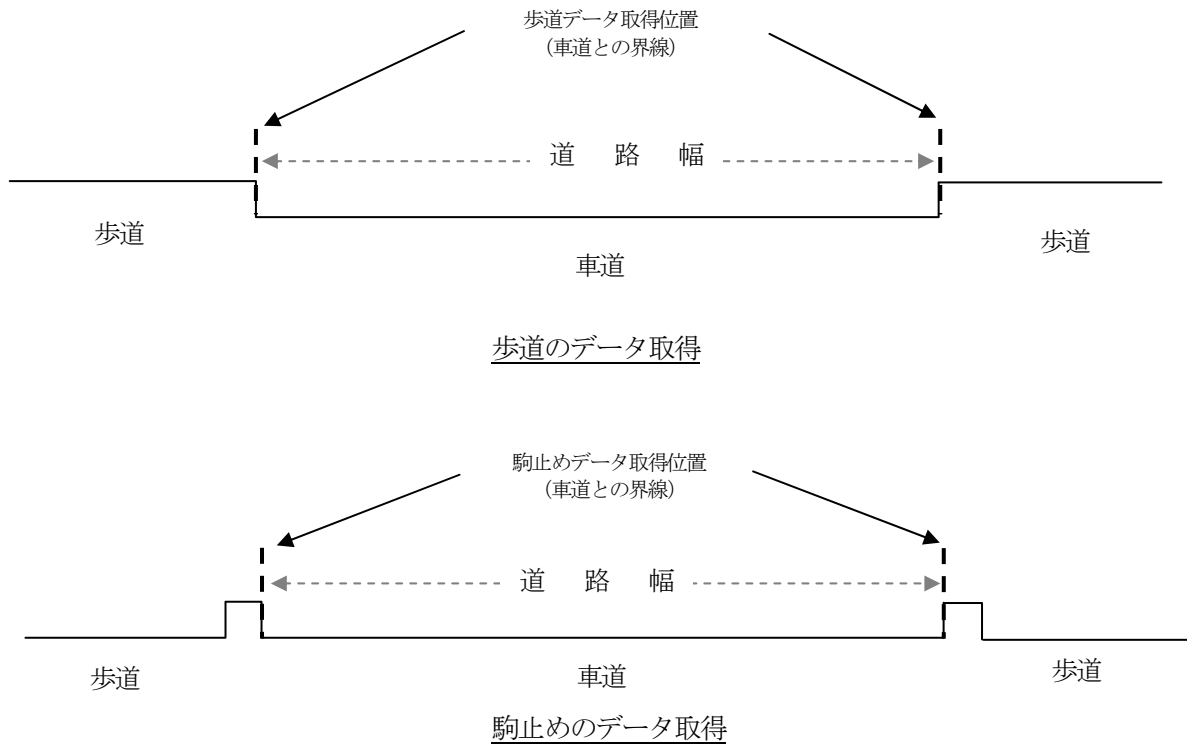 歩道データ取得位置
(車道との界線)
道 路 幅
歩道
車道
歩道
歩道のデータ取得
駒止めデータ取得位置
(車道との界線)
道 路 幅
歩道
車道
歩道
駒止めのデータ取得